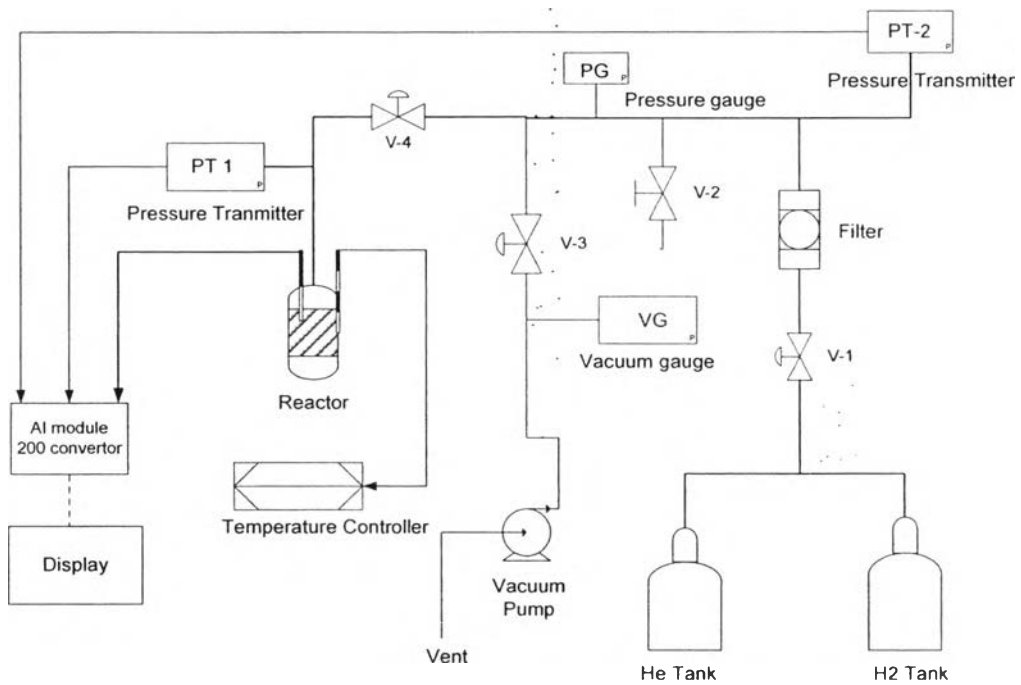 PT-2
P
Pressure Transmitter
PG
P
Pressure gauge
V-4
PT 1
P
Pressure Tranmitter
V-2
V-3
Filter
VG
P
Vacuum gauge
V-1
Reactor
AI module
200 convertor
Temperature Controller
Display
Vacuum
Pump
Vent
He Tank
H2 Tank